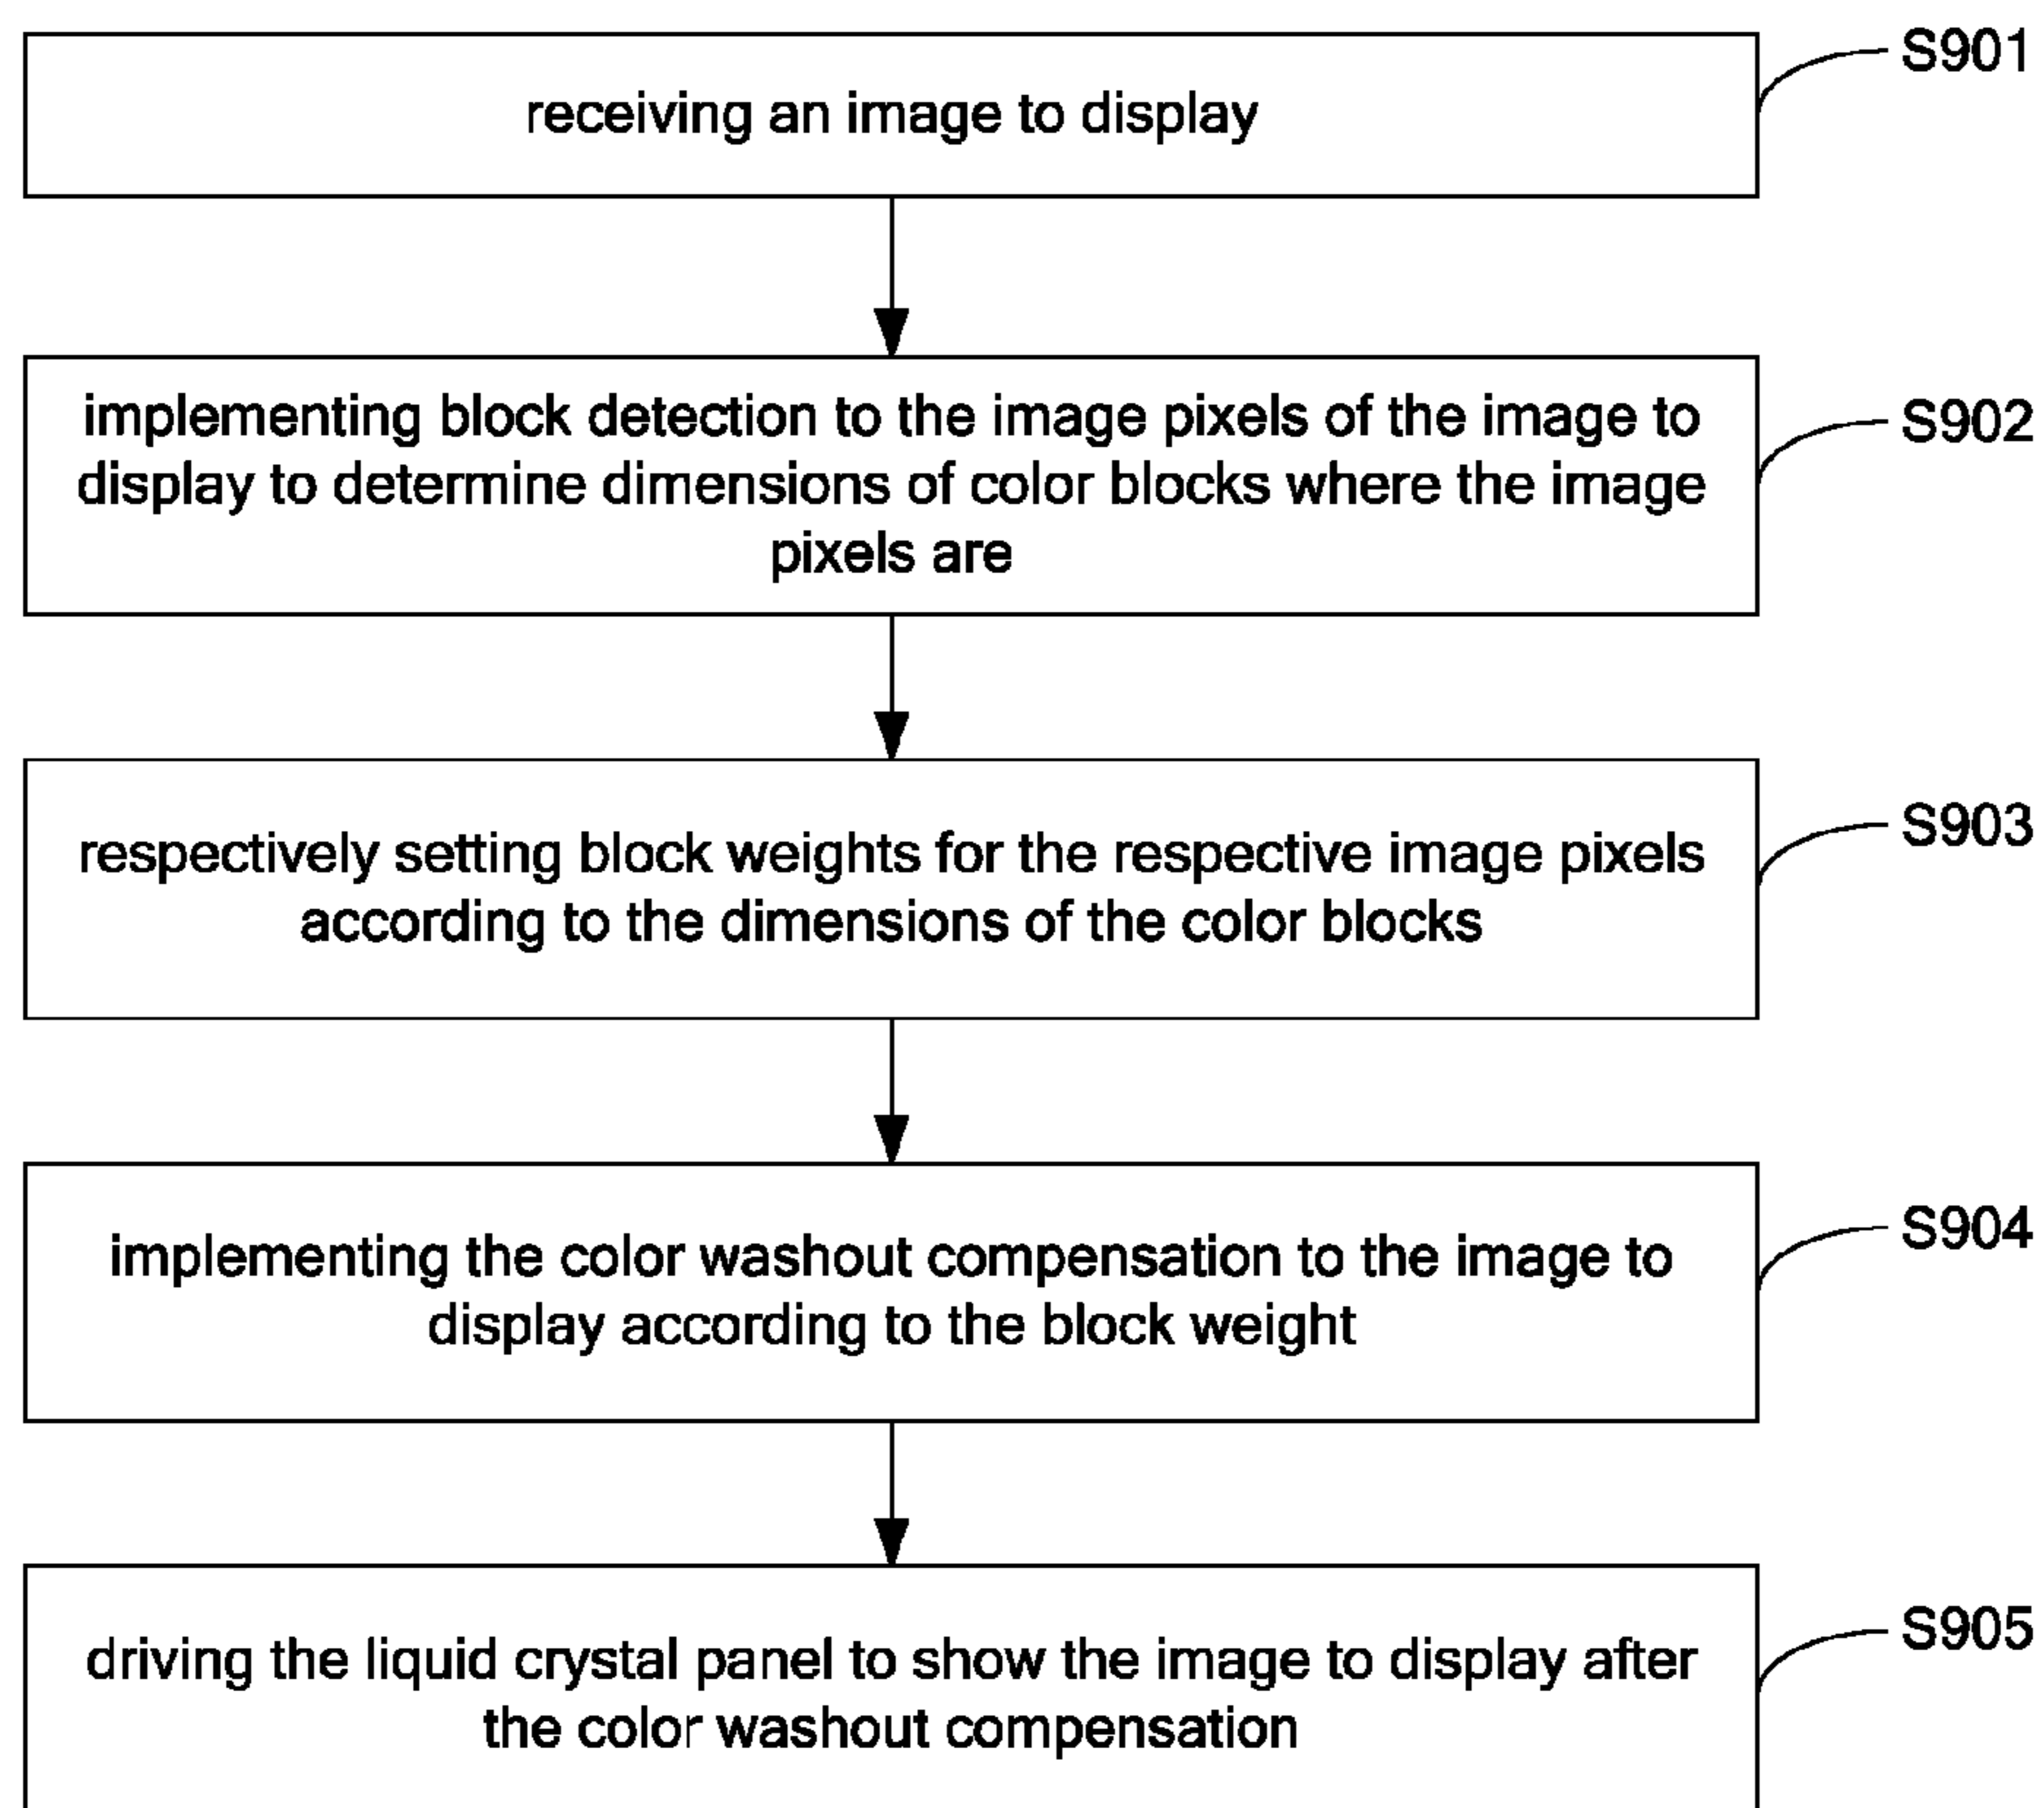 S901
receiving an image to display
implementing block detection to the image pixels of the image to
display to determine dimensions of color blocks where the image
pixels are
S902
respectively setting block weights for the respective image pixels
according to the dimensions of the color blocks
S903
implementing the color washout compensation to the image to
display according to the block weight
S904
driving the liquid crystal panel to show the image to display after
the color washout compensation
S905